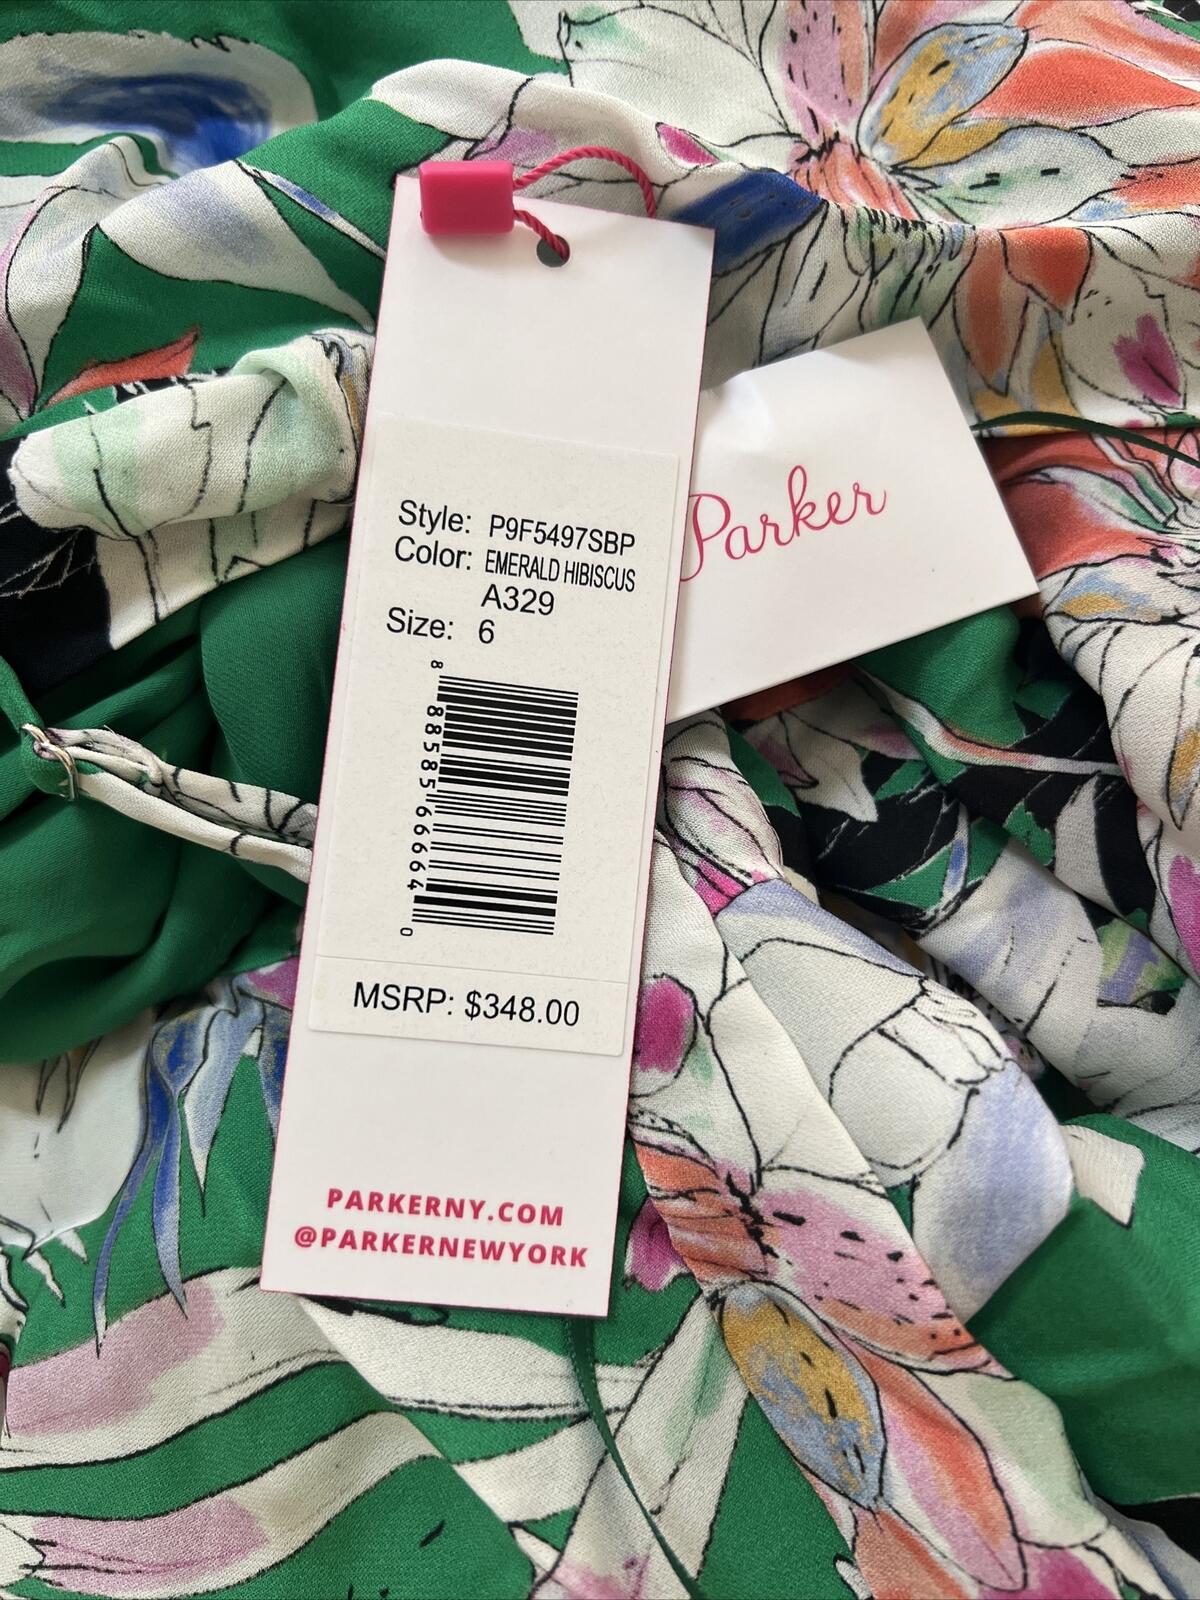 Parker
Style: P9F5497SBP
Color: EMERALD HIBISCUS
A329
Size: 6
8 88585 66664 0
MSRP: $348.00
PARKERNY.COM
@PARKERNEWYORK